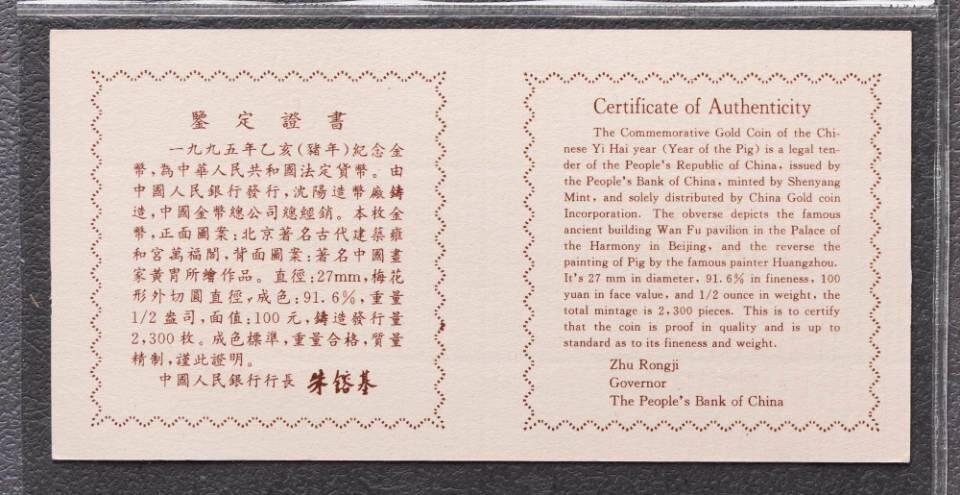 鑒定證書
一九九五年乙亥(豬年)紀念金
幣,為中華人民共和國法定貨幣。由
中國人民銀行發行,沈陽造幣廠鑄
造,中國金幣總公司總經銷。本枚金
幣,正面圖案:北京著名古代建築雍
和宮萬福閣,背面圖案:著名中國畫
家黃胄所繪作品。直徑:27mm,梅花
形外切圓直徑,成色:91.6%,重量
1/2盎司,面值:100元,鑄造發行量
2,300枚。成色標準,重量合格,質量
精制,謹此證明。
中國人民銀行行長 朱鎔基
Certificate of Authenticity
The Commemorative Gold Coin of the Chi-
nese Yi Hai year (Year of the Pig) is a legal ten-
der of the People's Republic of China, issued by
the People's Bank of China, minted by Shenyang
Mint, and solely distributed by China Gold coin
Incorporation. The obverse depicts the famous
ancient building Wan Fu pavilion in the Palace of
the Harmony in Beijing, and the reverse the
painting of Pig by the famous painter Huangzhou.
It's 27 mm in diameter, 91.6% in fineness, 100
yuan in face value, and 1/2 ounce in weight, the
total mintage is 2,300 pieces. This is to certify
that the coin is proof in quality and is up to
standard as to its fineness and weight.
Zhu Rongji
Governor
The People's Bank of China